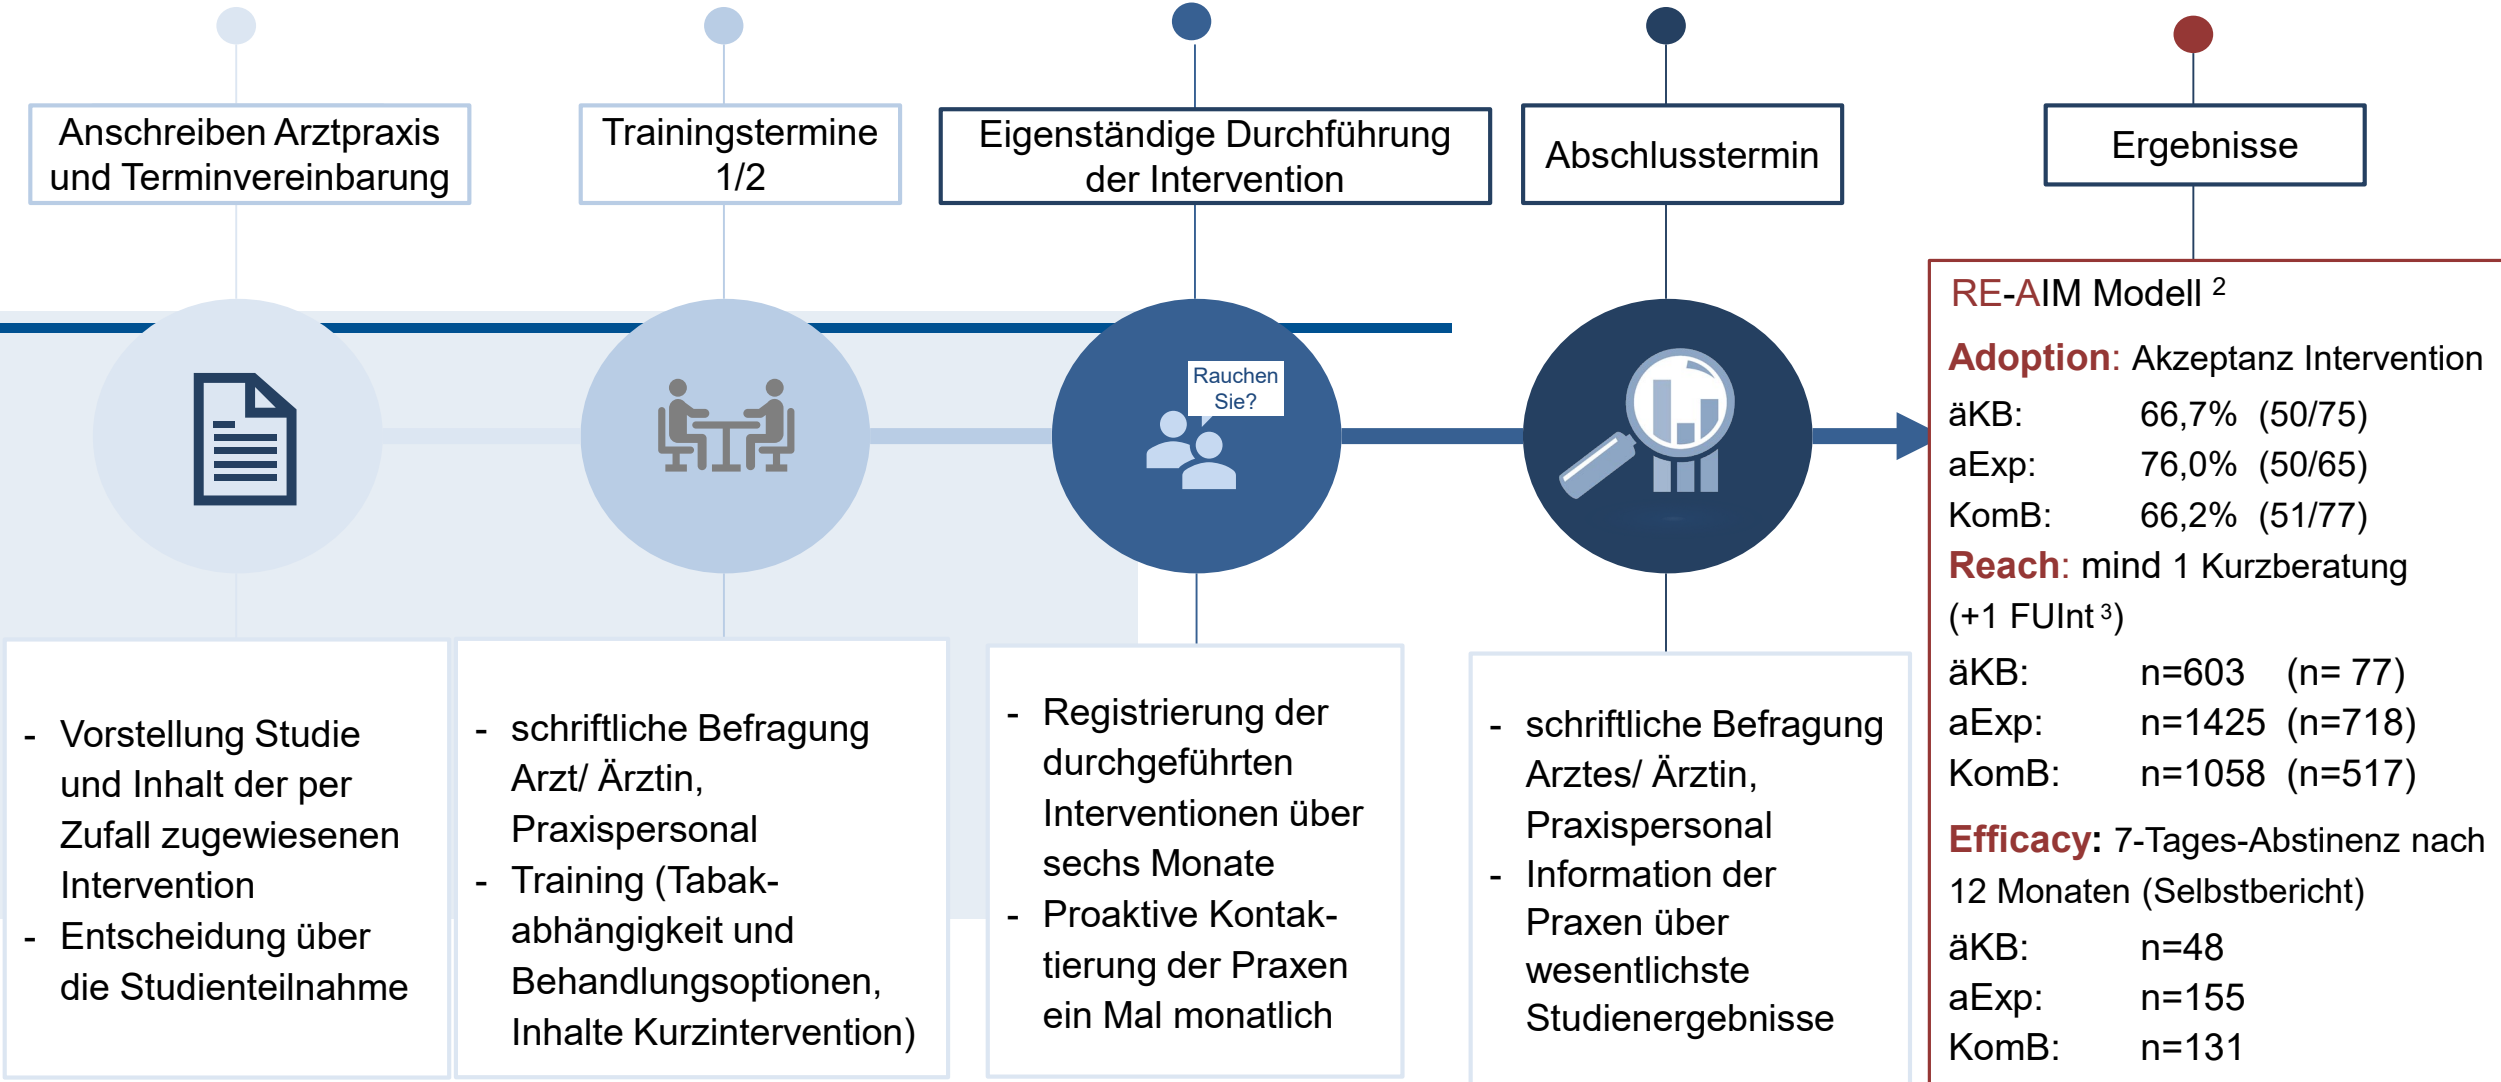 Anschreiben Arztpraxis
und Terminvereinbarung
Trainingstermine
1/2
Eigenständige Durchführung
der Intervention
Abschlusstermin
Ergebnisse
Rauchen
Sie?
- Vorstellung Studie
und Inhalt der per
Zufall zugewiesenen
Intervention
- Entscheidung über
die Studienteilnahme
- schriftliche Befragung
Arzt/ Ärztin,
Praxispersonal
- Training (Tabak-
abhängigkeit und
Behandlungsoptionen,
Inhalte Kurzintervention)
- Registrierung der
durchgeführten
Interventionen über
sechs Monate
- Proaktive Kontak-
tierung der Praxen
ein Mal monatlich
- schriftliche Befragung
Arztes/ Ärztin,
Praxispersonal
- Information der
Praxen über
wesentlichste
Studienergebnisse
RE-AIM Modell ²
Adoption: Akzeptanz Intervention
äKB: 66,7% (50/75)
aExp: 76,0% (50/65)
KomB: 66,2% (51/77)
Reach: mind 1 Kurzberatung
(+1 FUInt ³)
äKB: n=603 (n= 77)
aExp: n=1425 (n=718)
KomB: n=1058 (n=517)
Efficacy: 7-Tages-Abstinenz nach
12 Monaten (Selbstbericht)
äKB: n=48
aExp: n=155
KomB: n=131